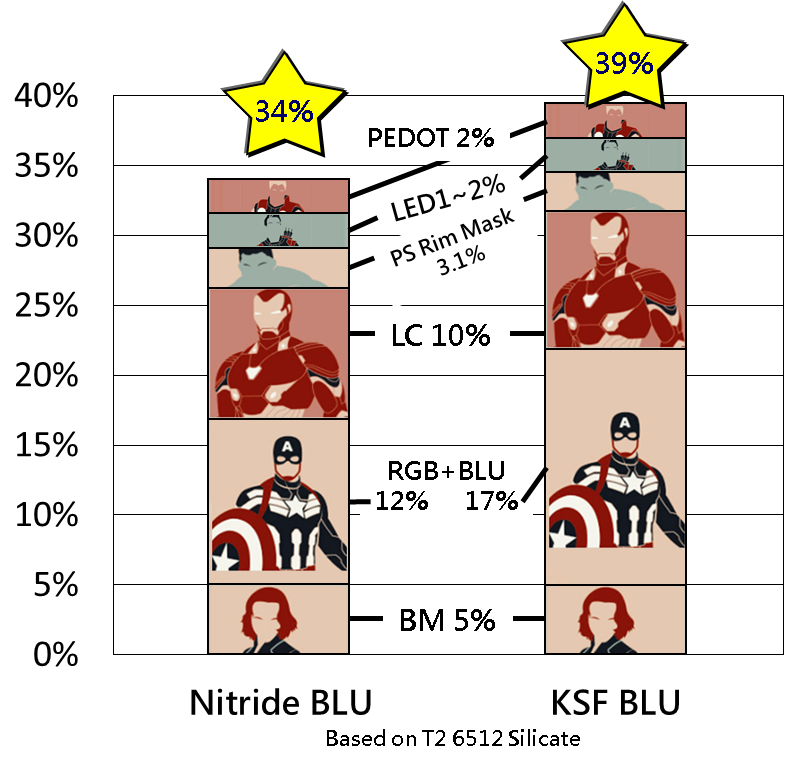 39%
34%
40%
35%
30%
25%
20%
15%
10%
5%
0%
PEDOT 2%
LED1~2%
PS Rim Mask
3.1%
LC 10%
A
A
RGB+BLU
12% 17%
BM 5%
Nitride BLU KSF BLU
Based on T2 6512 Silicate